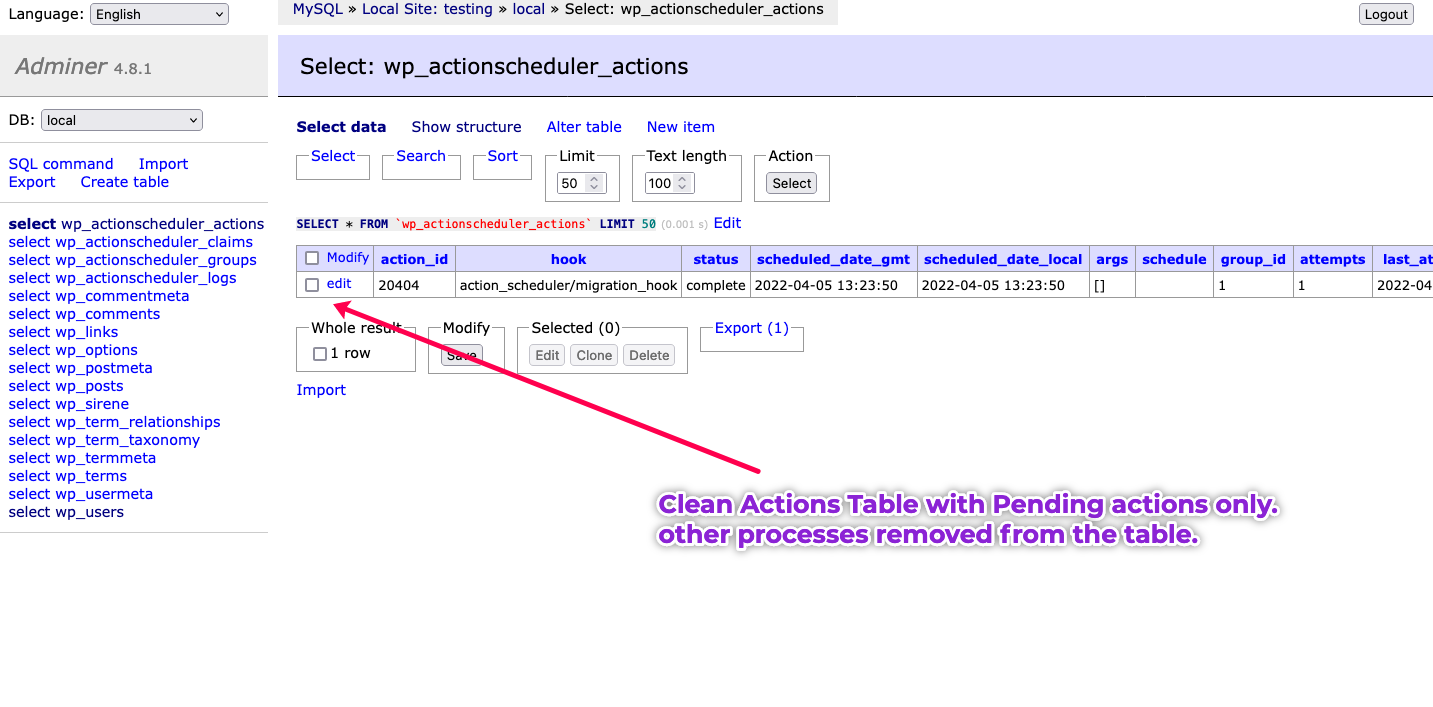 Language: English
MySQL » Local Site: testing » local » Select: wp_actionscheduler_actions
Logout
Adminer 4.8.1
Select: wp_actionscheduler_actions
DB: local
SQL command Import
Export Create table
select wp_actionscheduler_actions
select wp_actionscheduler_claims
select wp_actionscheduler_groups
select wp_actionscheduler_logs
select wp_commentmeta
select wp_comments
select wp_links
select wp_options
select wp_postmeta
select wp_posts
select wp_sirene
select wp_term_relationships
select wp_term_taxonomy
select wp_termmeta
select wp_terms
select wp_usermeta
select wp_users
Select data Show structure Alter table New item
Select Search Sort Limit Text length Action
50 100 Select
SELECT * FROM `wp_actionscheduler_actions` LIMIT 50 (0.001 s) Edit
Modify action_id hook status scheduled_date_gmt scheduled_date_local args schedule group_id attempts last_at
edit 20404 action_scheduler/migration_hook complete 2022-04-05 13:23:50 2022-04-05 13:23:50 [] 1 1 2022-04
Whole result Modify Selected (0) Export (1)
1 row Save Edit Clone Delete
Import
Clean Actions Table with Pending actions only.
other processes removed from the table.